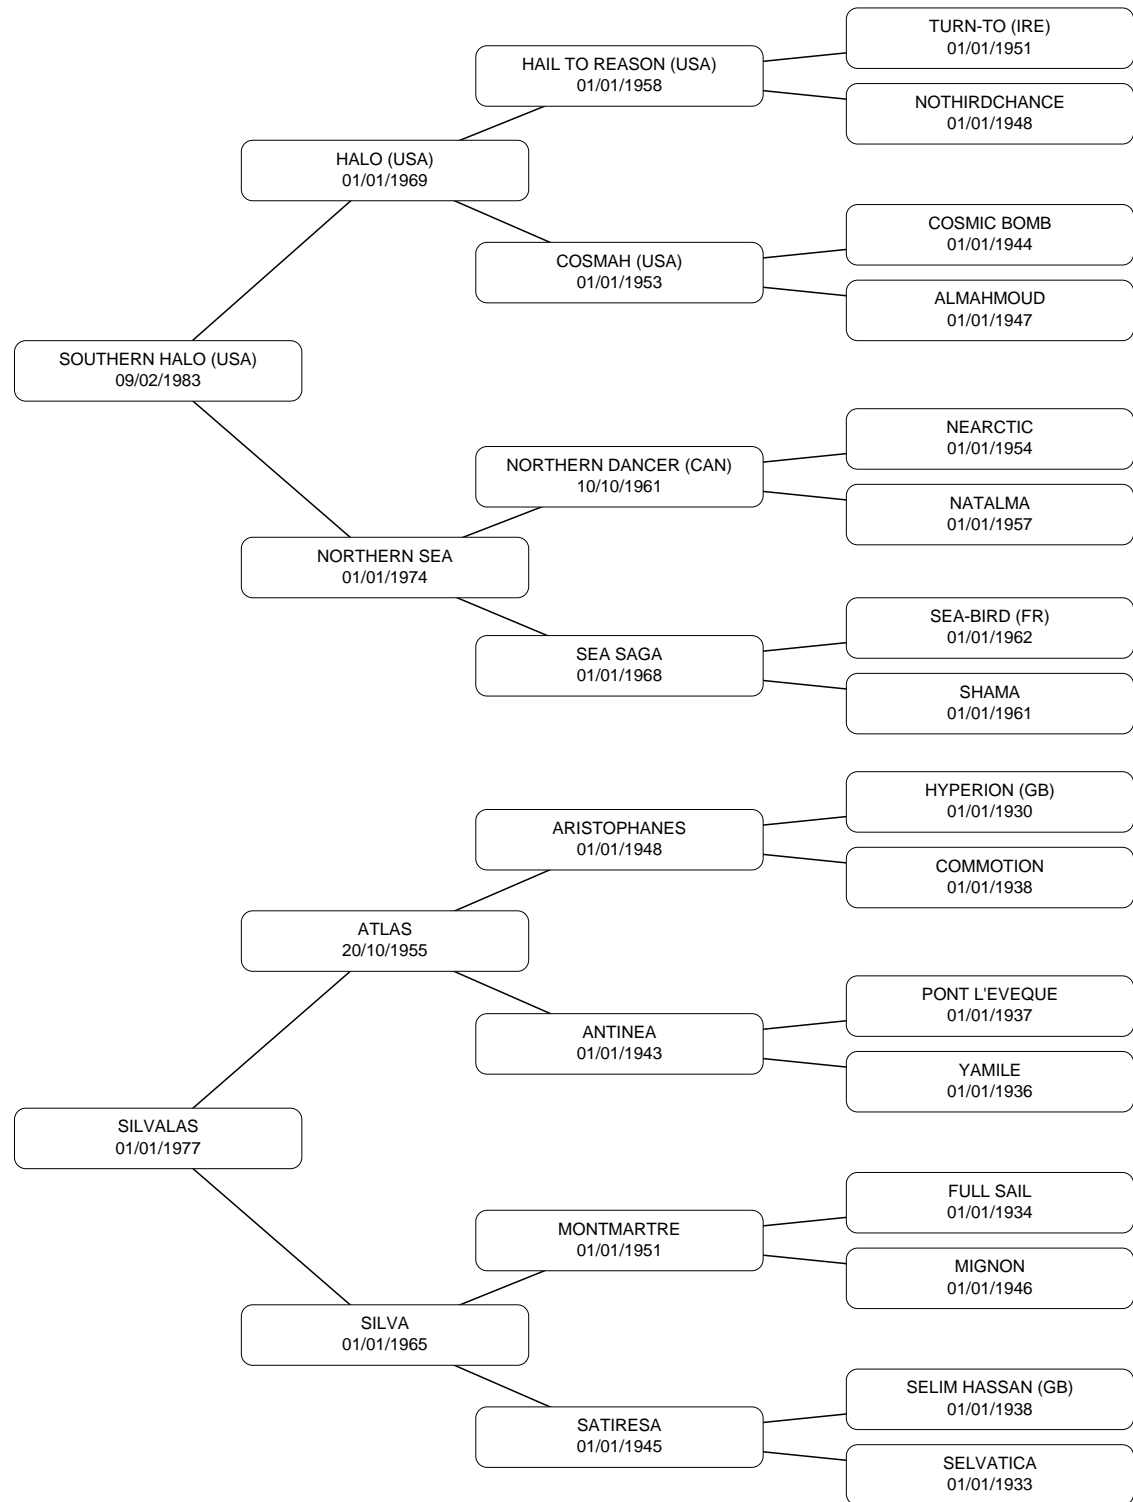 TURN-TO (IRE)
01/01/1951
HAIL TO REASON (USA)
01/01/1958
NOTHIRDCHANCE
01/01/1948
HALO (USA)
01/01/1969
COSMIC BOMB
01/01/1944
COSMAH (USA)
01/01/1953
ALMAHMOUD
01/01/1947
SOUTHERN HALO (USA)
09/02/1983
NEARCTIC
01/01/1954
NORTHERN DANCER (CAN)
10/10/1961
NATALMA
01/01/1957
NORTHERN SEA
01/01/1974
SEA-BIRD (FR)
01/01/1962
SEA SAGA
01/01/1968
SHAMA
01/01/1961
HYPERION (GB)
01/01/1930
ARISTOPHANES
01/01/1948
COMMOTION
01/01/1938
ATLAS
20/10/1955
PONT L'EVEQUE
01/01/1937
ANTINEA
01/01/1943
YAMILE
01/01/1936
SILVALAS
01/01/1977
FULL SAIL
01/01/1934
MONTMARTRE
01/01/1951
MIGNON
01/01/1946
SILVA
01/01/1965
SELIM HASSAN (GB)
01/01/1938
SATIRESA
01/01/1945
SELVATICA
01/01/1933